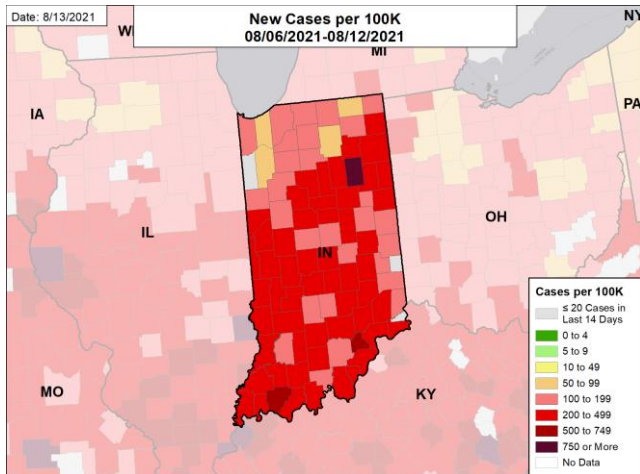 Date: 8/13/2021
New Cases per 100K
08/06/2021-08/12/2021
WI
MI
NY
IA
PA
IL
IN
OH
MO
KY
Cases per 100K
≤ 20 Cases in
Last 14 Days
0 to 4
5 to 9
10 to 49
50 to 99
100 to 199
200 to 499
500 to 749
750 or More
No Data